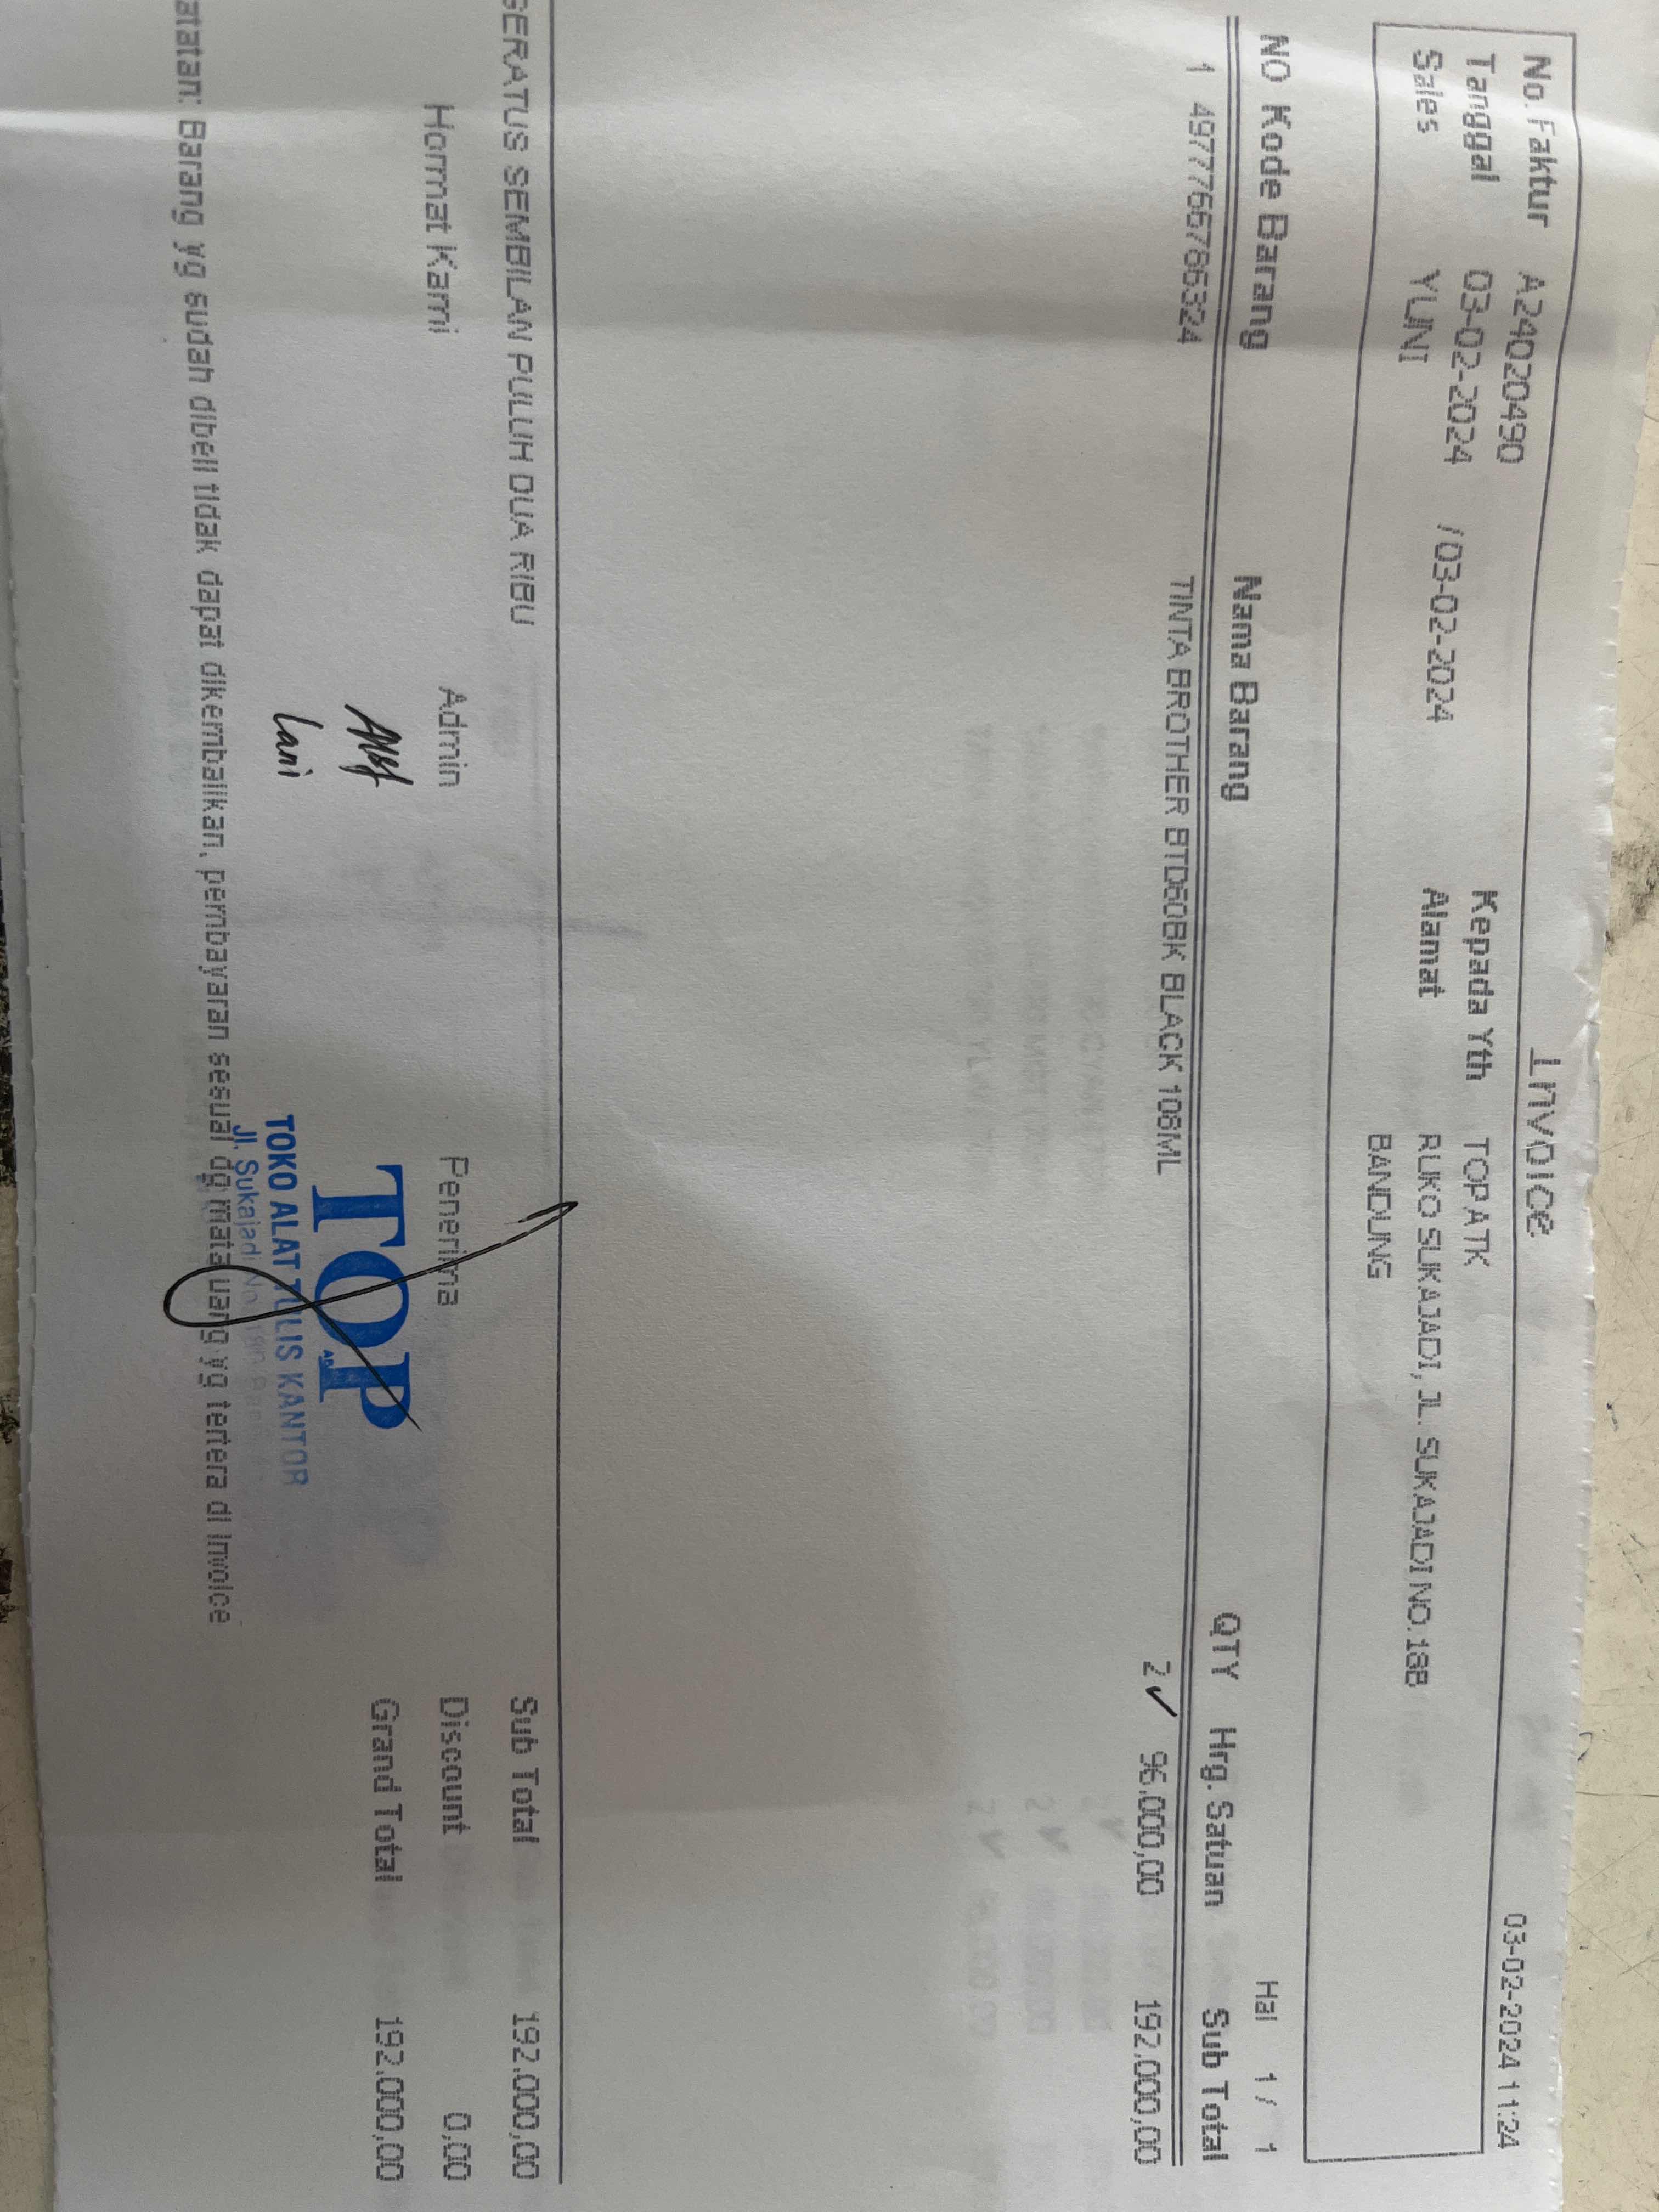 Invoice
03-02-2024 11:24
No. Faktur A24020490
Tanggal 03-02-2024 / 03-02-2024
Sales YUNI
Kepada Yth TOP ATK
Alamat RUKO SUKAJADI, JL. SUKAJADI NO. 188
BANDUNG
Hal 1 / 1
NO Kode Barang Nama Barang QTY Hrg. Satuan Sub Total
1 4977766786324 TINTA BROTHER BTD60BK BLACK 108ML 2 ✓ 96.000,00 192.000,00
SERATUS SEMBILAN PULUH DUA RIBU
Sub Total 192.000,00
Discount 0,00
Grand Total 192.000,00
Hormat Kami Admin Penerima
Lani
TOP
TOKO ALAT TULIS KANTOR
Jl. Sukajadi No.
atatan: Barang yg sudah dibeli tidak dapat dikembalikan, pembayaran sesuai dg mata uang yg tertera di Invoice